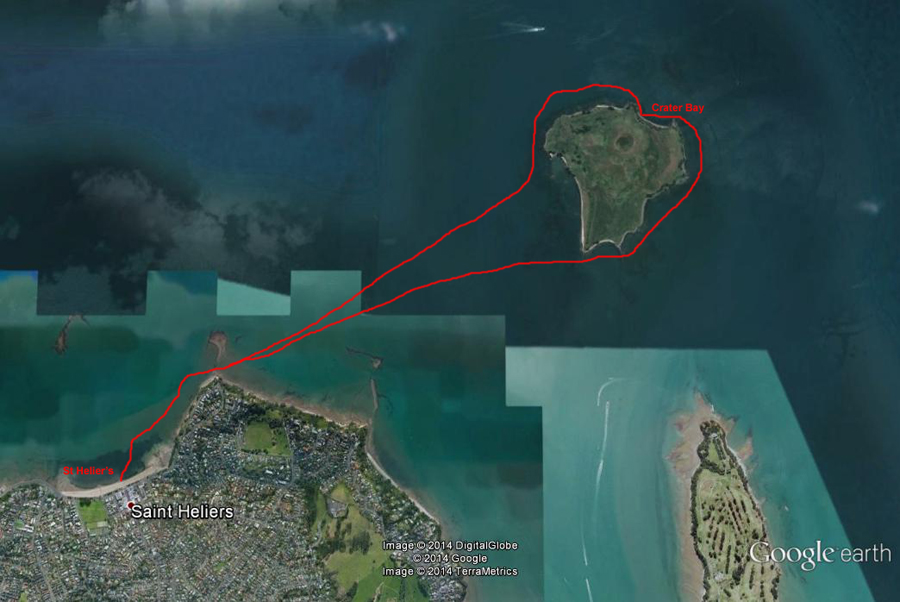 Crater Bay
St Helier's
Saint Heliers
Image © 2014 DigitalGlobe
© 2014 Google
Image © 2014 TerraMetrics
Google earth